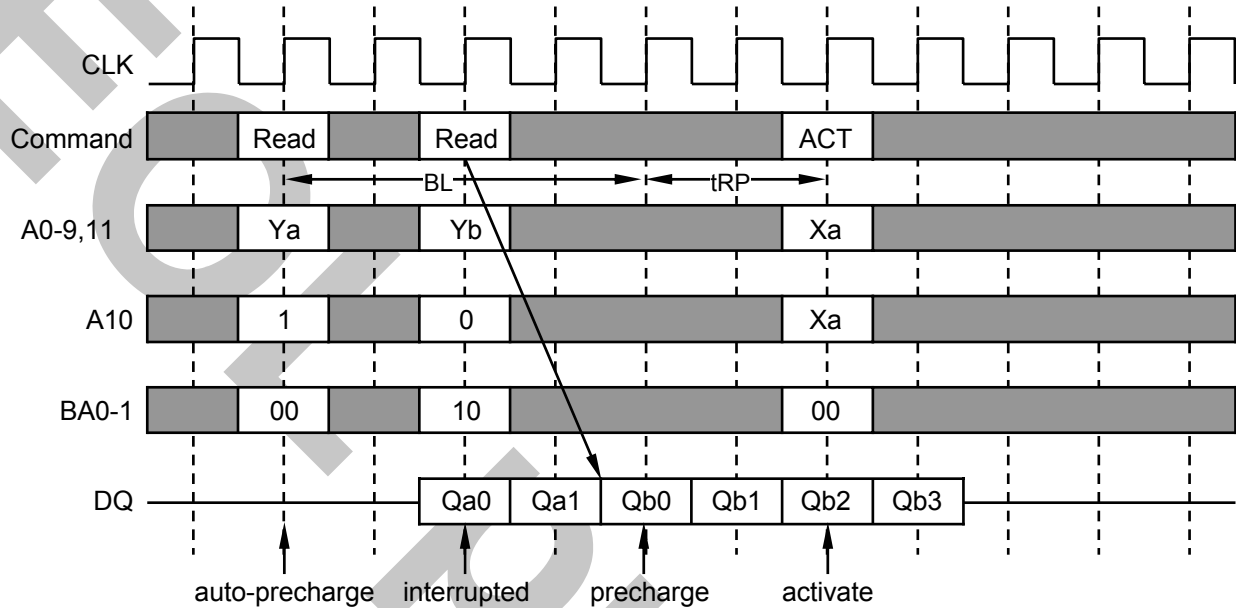 CLK
Command Read Read ACT
BL tRP
A0-9,11 Ya Yb Xa
A10 1 0 Xa
BA0-1 00 10 00
DQ Qa0 Qa1 Qb0 Qb1 Qb2 Qb3
auto-precharge interrupted precharge activate